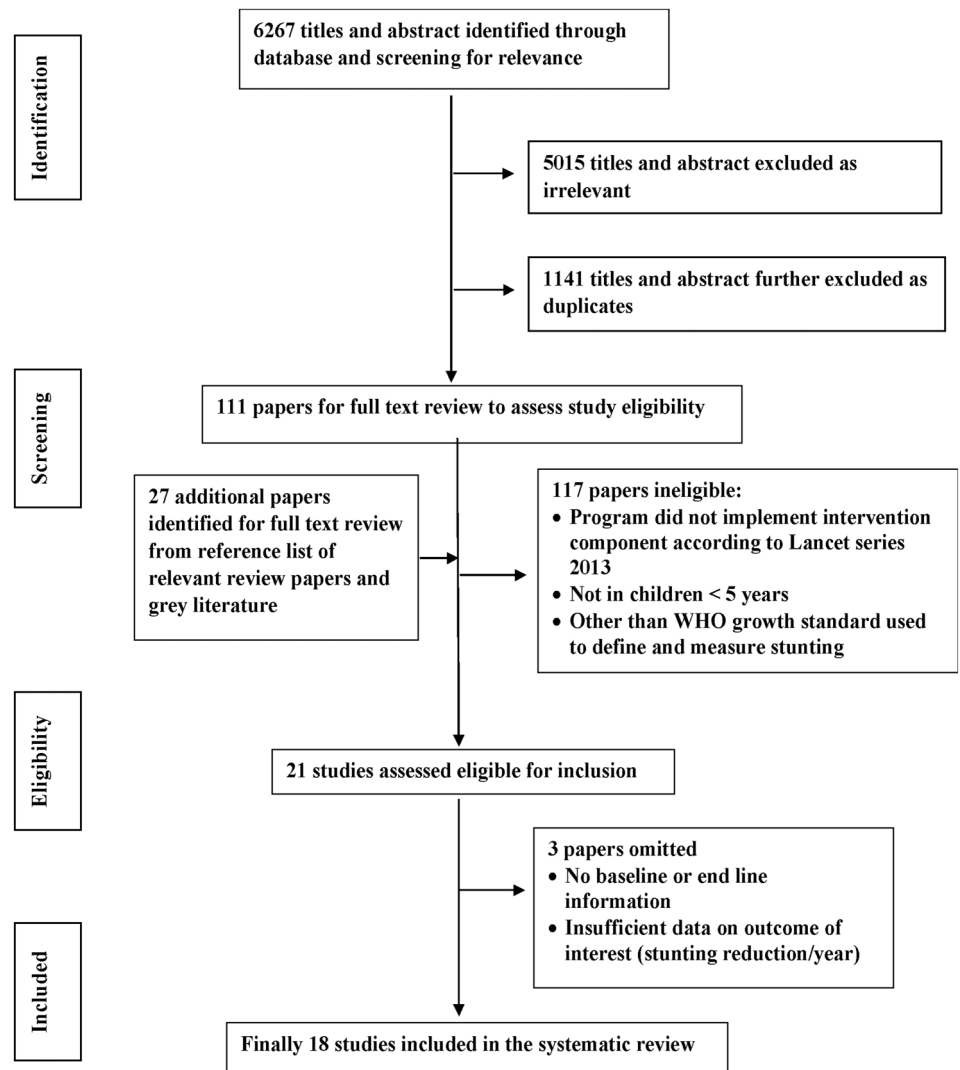 Identification
6267 titles and abstract identified through
database and screening for relevance
5015 titles and abstract excluded as
irrelevant
1141 titles and abstract further excluded as
duplicates
Screening
111 papers for full text review to assess study eligibility
27 additional papers
identified for full text review
from reference list of
relevant review papers and
grey literature
117 papers ineligible:
• Program did not implement intervention
component according to Lancet series
2013
• Not in children < 5 years
• Other than WHO growth standard used
to define and measure stunting
Eligibility
21 studies assessed eligible for inclusion
3 papers omitted
• No baseline or end line
information
• Insufficient data on outcome of
interest (stunting reduction/year)
Included
Finally 18 studies included in the systematic review